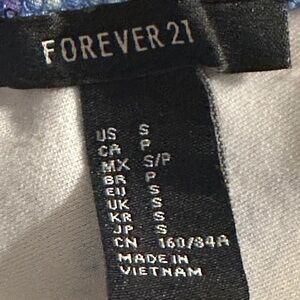 FOREVER 21
US S
CA P
MX S/P
BR P
EU S
UK S
KR S
JP S
CN 160/84A
MADE IN
VIETNAM